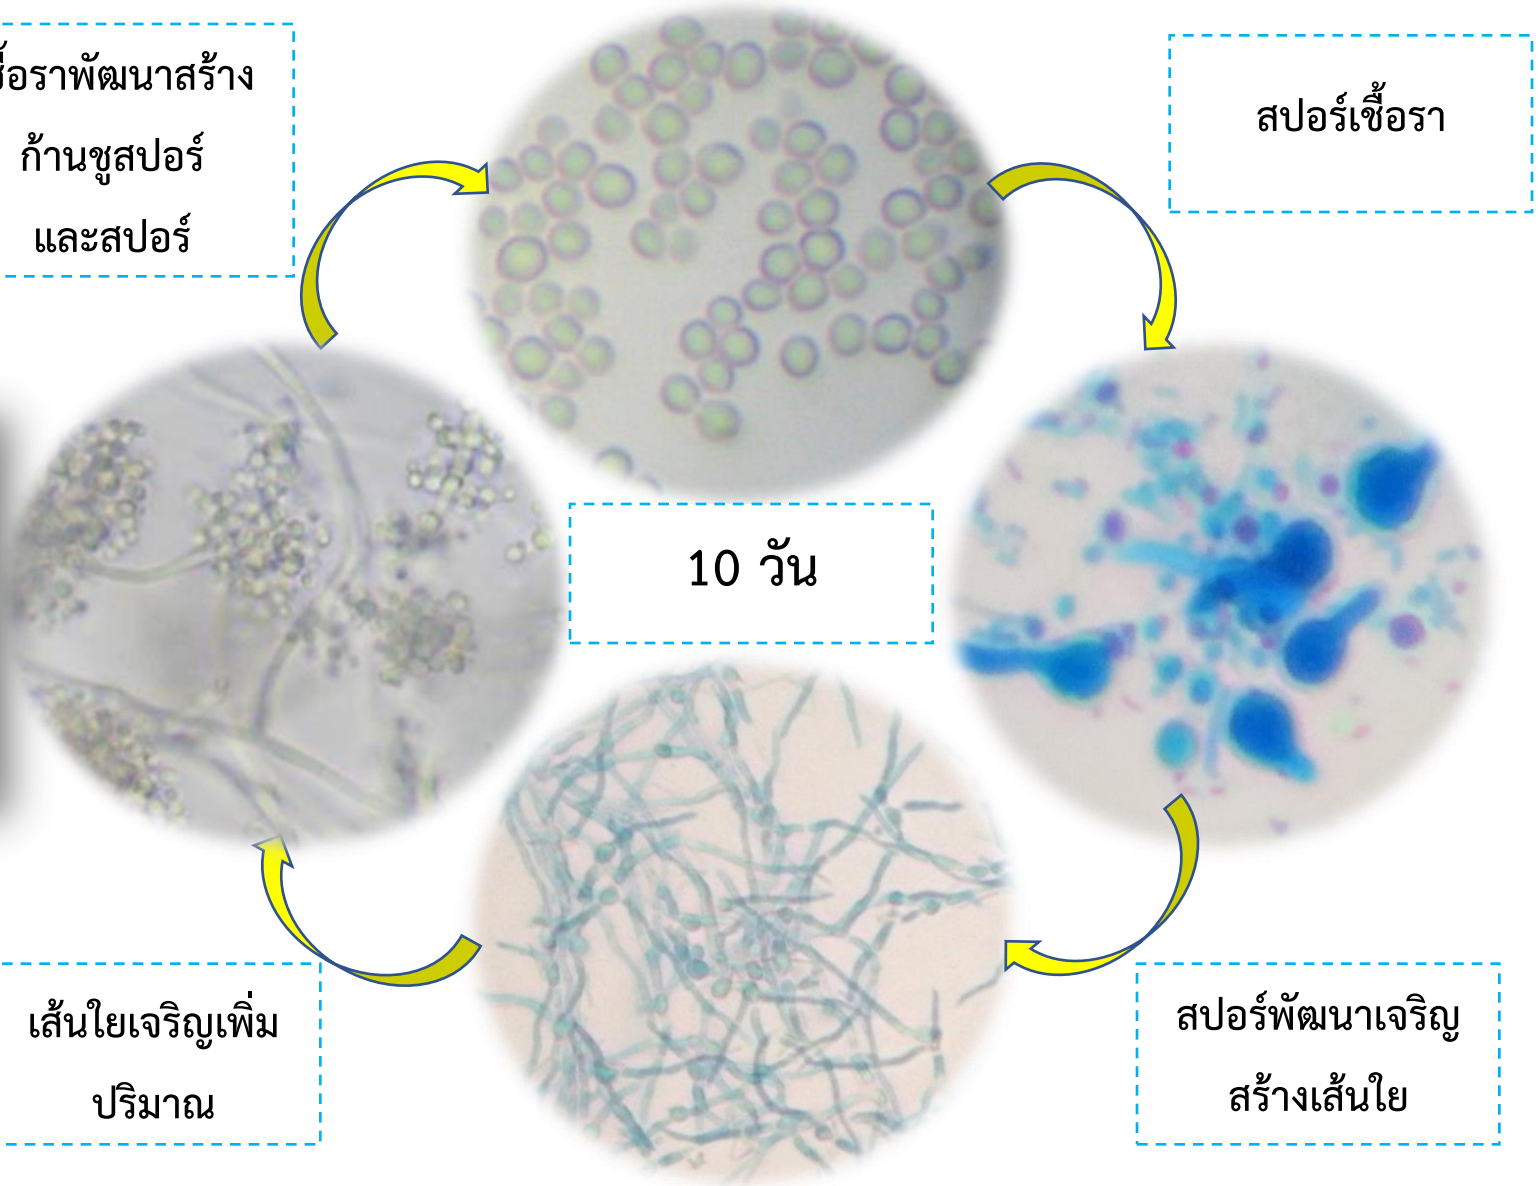 ชื้อราพัฒนาสร้าง
ก้านชูสปอร์
และสปอร์
สปอร์เชื้อรา
10 วัน
เส้นใยเจริญเพิ่ม
ปริมาณ
สปอร์พัฒนาเจริญ
สร้างเส้นใย